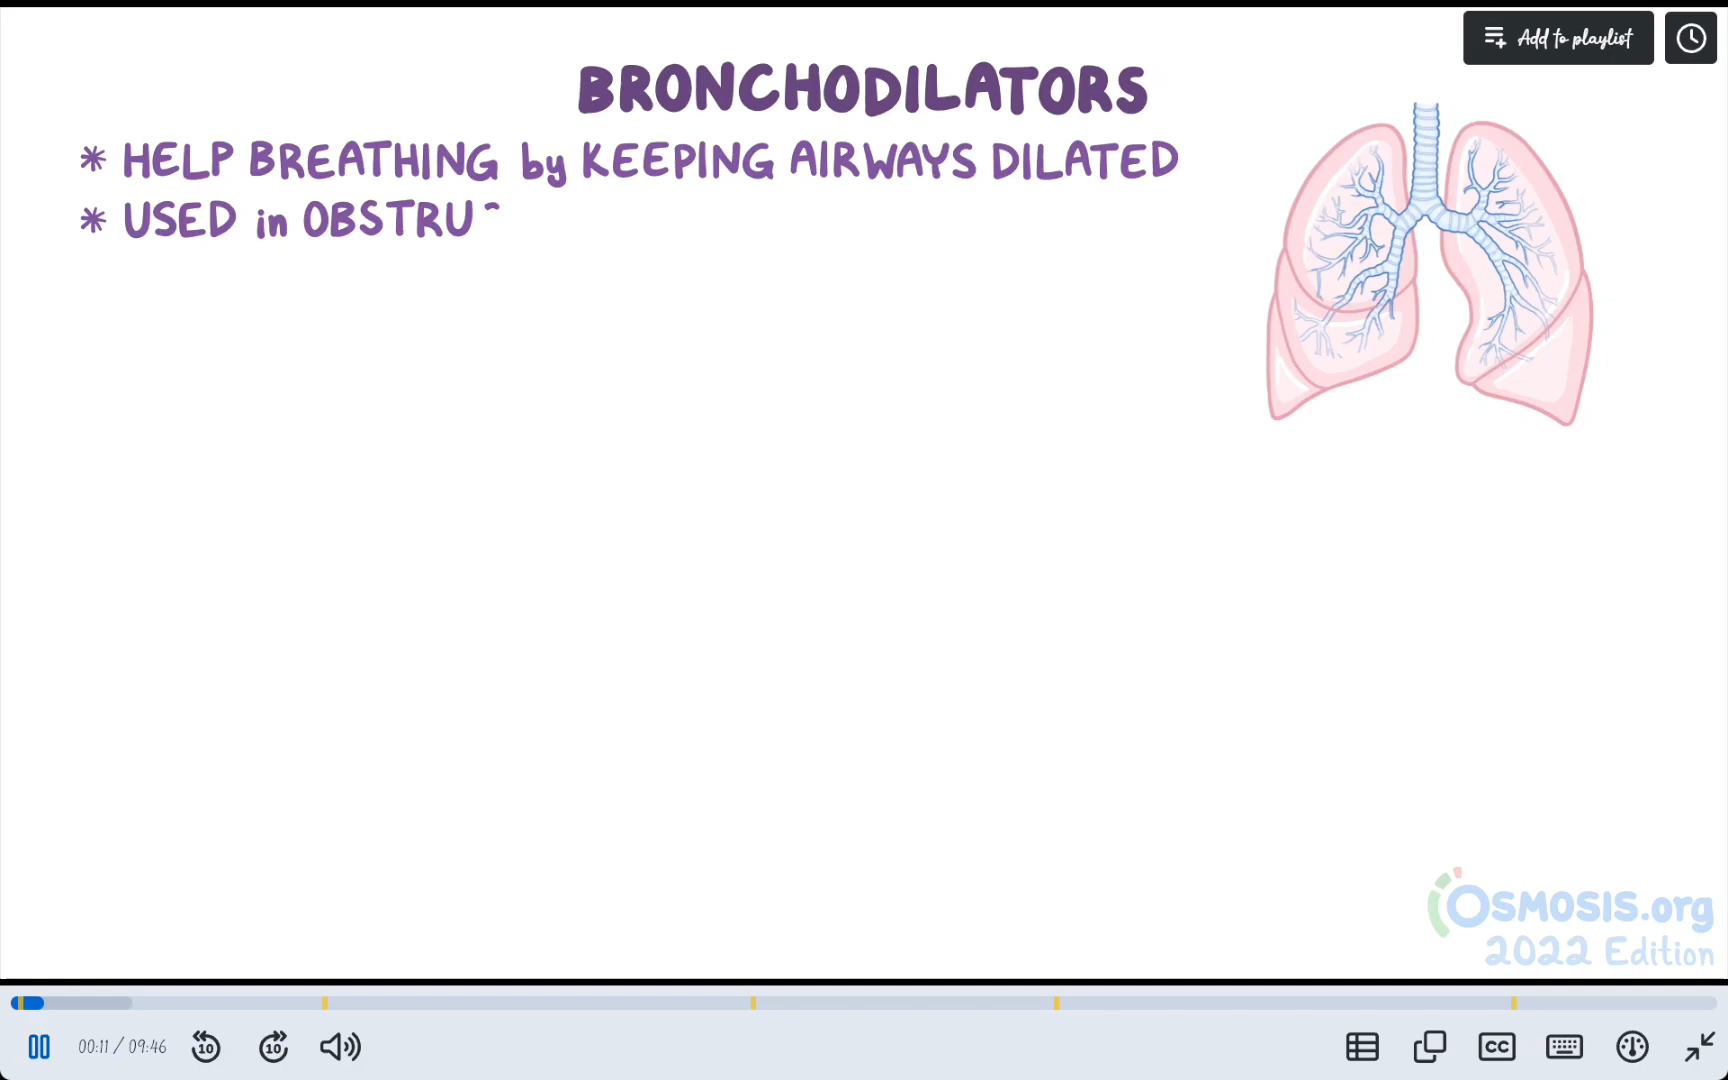 Add to playlist
BRONCHODILATORS
* HELP BREATHING by KEEPING AIRWAYS DILATED
* USED in OBSTRU
OSMOSIS.org
2022 Edition
00:11 / 09:46
10
10
CC